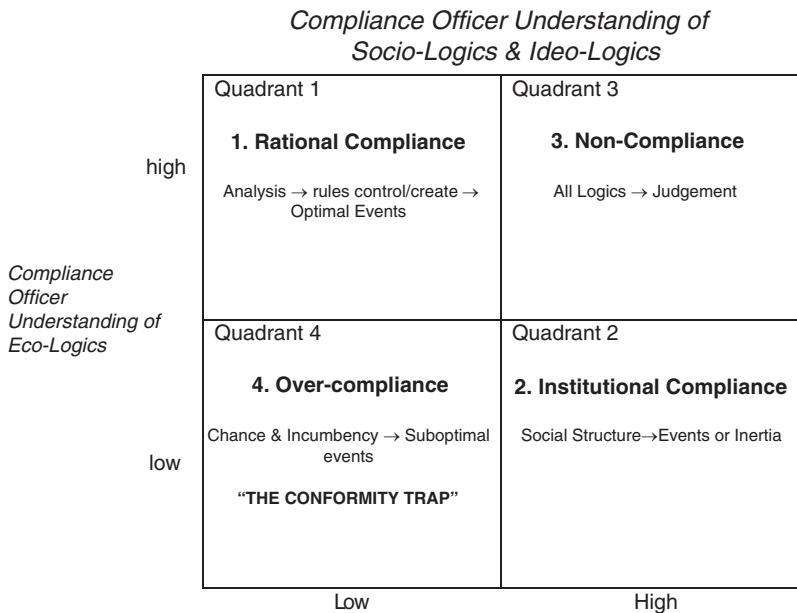 Compliance Officer Understanding of
Socio-Logics & Ideo-Logics
Quadrant 1
1. Rational Compliance
Analysis → rules control/create →
Optimal Events
Quadrant 3
3. Non-Compliance
All Logics → Judgement
high
Compliance
Officer
Understanding of
Eco-Logics
Quadrant 4
4. Over-compliance
Chance & Incumbency → Suboptimal
events
“THE CONFORMITY TRAP”
Quadrant 2
2. Institutional Compliance
Social Structure→Events or Inertia
low
Low
High